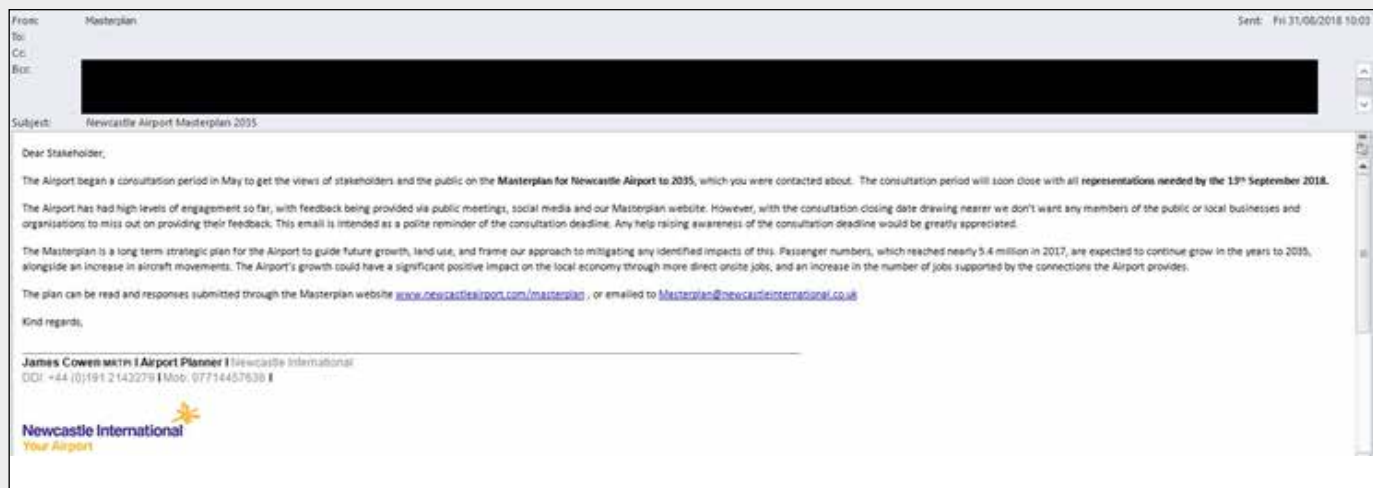 From: Masterplan
Sent: Fri 31/08/2018 10:03
To:
Cc:
Bcc:
Subject: Newcastle Airport Masterplan 2035
Dear Stakeholder,
The Airport began a consultation period in May to get the views of stakeholders and the public on the Masterplan for Newcastle Airport to 2035, which you were contacted about. The consultation period will soon close with all representations needed by the 13th September 2018.
The Airport has had high levels of engagement so far, with feedback being provided via public meetings, social media and our Masterplan website. However, with the consultation closing date drawing nearer we don't want any members of the public or local businesses and
organisations to miss out on providing their feedback. This email is intended as a polite reminder of the consultation deadline. Any help raising awareness of the consultation deadline would be greatly appreciated.
The Masterplan is a long term strategic plan for the Airport to guide future growth, land use, and frame our approach to mitigating any identified impacts of this. Passenger numbers, which reached nearly 5.4 million in 2017, are expected to continue grow in the years to 2035,
alongside an increase in aircraft movements. The Airport's growth could have a significant positive impact on the local economy through more direct onsite jobs, and an increase in the number of jobs supported by the connections the Airport provides.
The plan can be read and responses submitted through the Masterplan website www.newcastleairport.com/masterplan , or emailed to Masterplan@newcastleinternational.co.uk
Kind regards,
James Cowen MRTPI I Airport Planner I Newcastle International
DDI: +44 (0)191 2143279 I Mob: 07714457638 I
Newcastle International
Your Airport